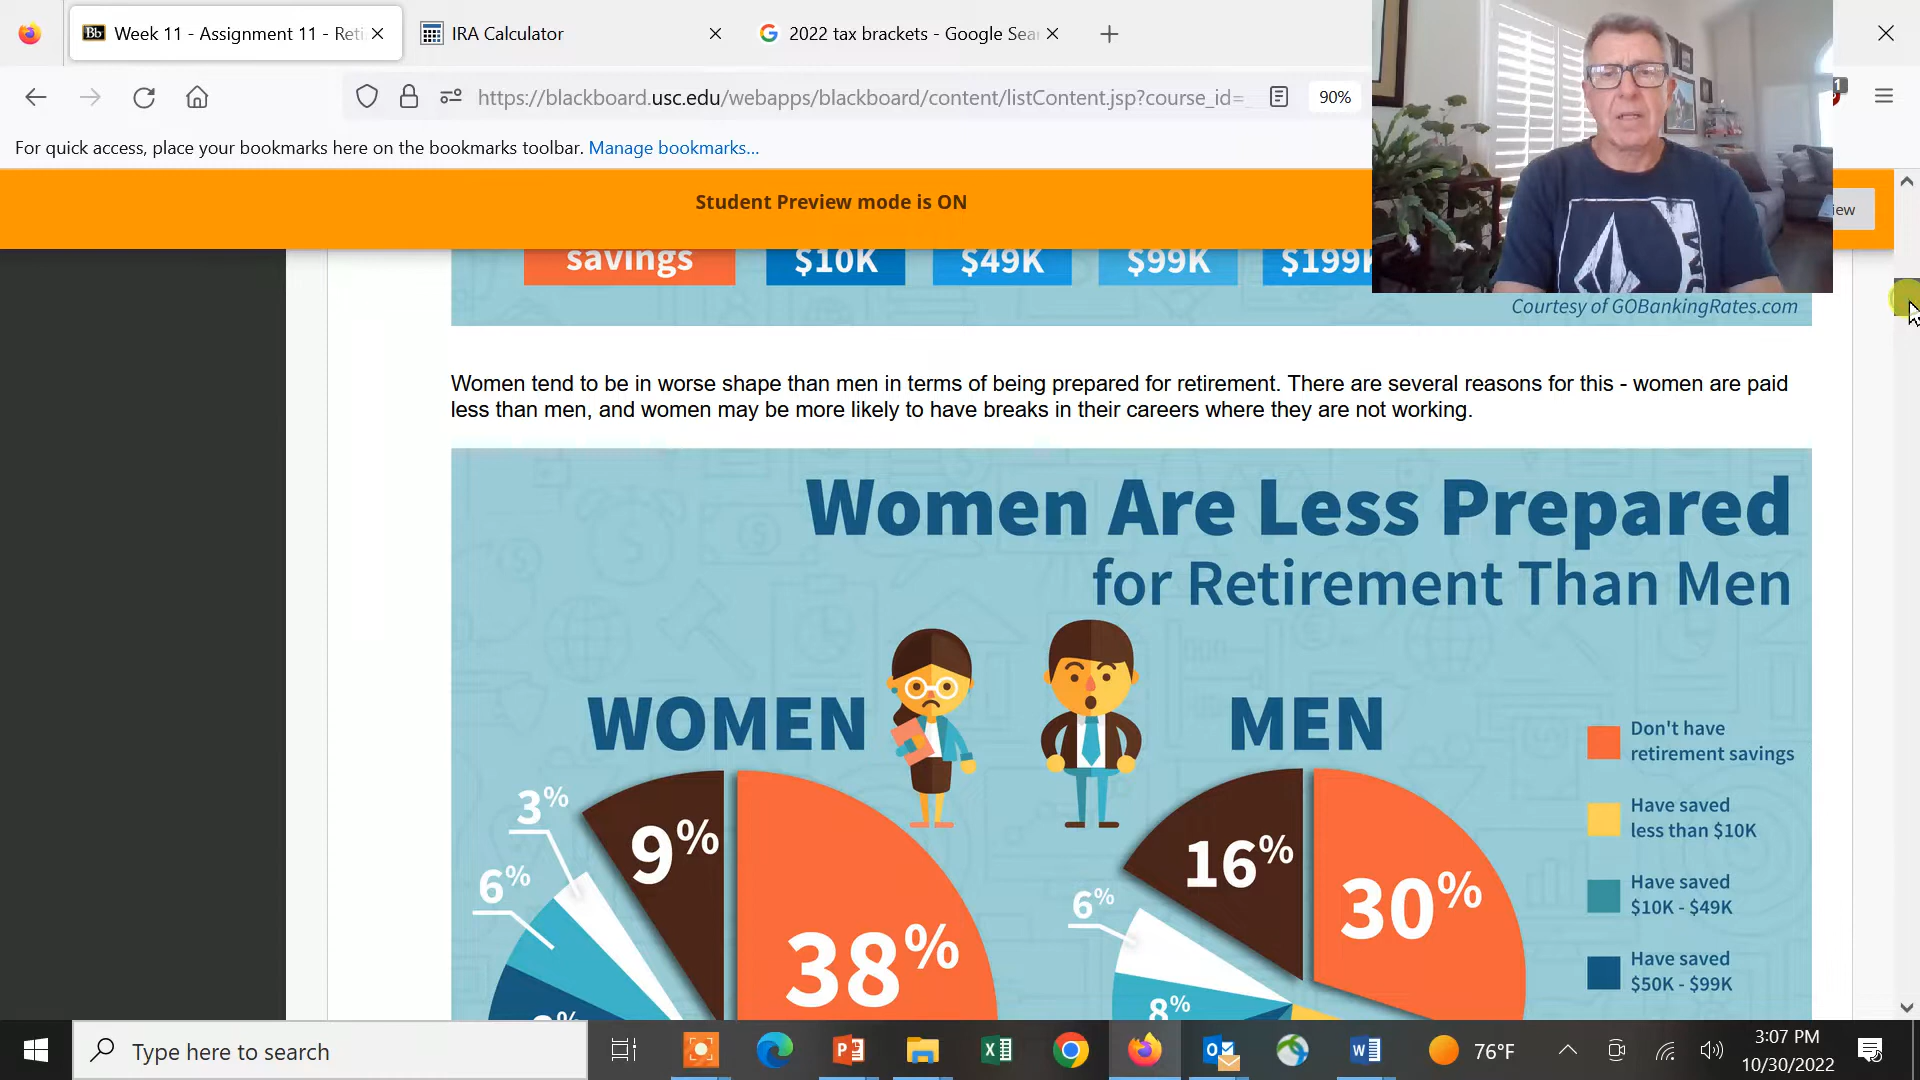 Week 11 - Assignment 11 - Reti
IRA Calculator
2022 tax brackets - Google Sea
https://blackboard.usc.edu/webapps/blackboard/content/listContent.jsp?course_id=
90%
1
For quick access, place your bookmarks here on the bookmarks toolbar. Manage bookmarks...
Student Preview mode is ON
iew
savings
$10K
$49K
$99K
$199K
Courtesy of GOBankingRates.com
Women tend to be in worse shape than men in terms of being prepared for retirement. There are several reasons for this - women are paid
less than men, and women may be more likely to have breaks in their careers where they are not working.
Women Are Less Prepared
for Retirement Than Men
WOMEN
MEN
3%
9%
6%
38%
16%
6%
30%
8%
Don't have
retirement savings
Have saved
less than $10K
Have saved
$10K - $49K
Have saved
$50K - $99K
Type here to search
76°F
3:07 PM
10/30/2022